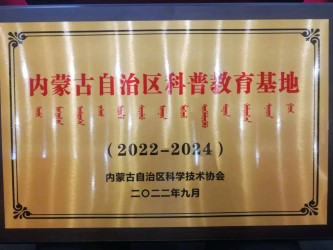 内蒙古自治区科普教育基地
（2022-2024）
内蒙古自治区科学技术协会
二〇二二年九月